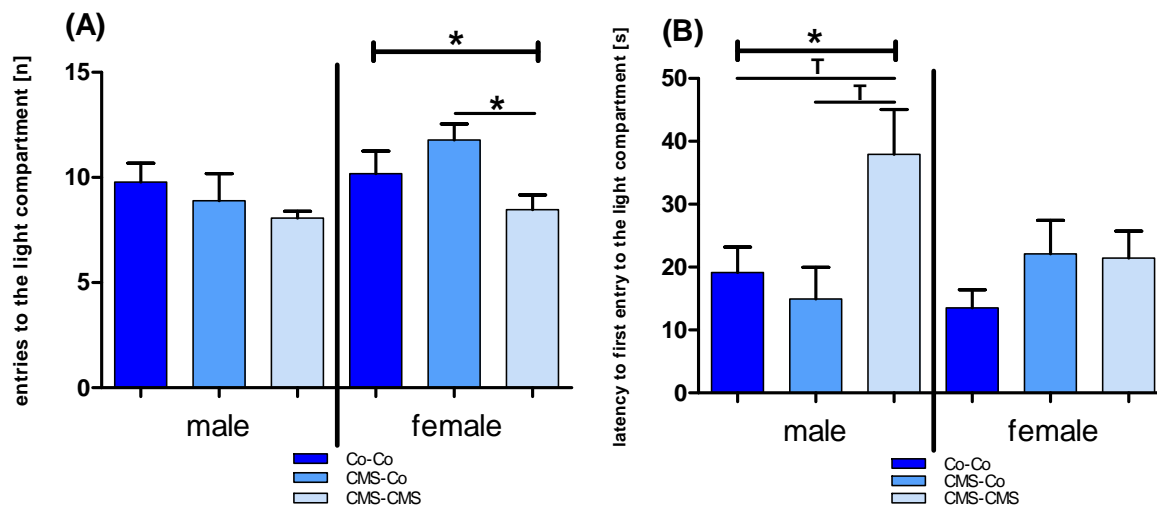 (A)
entries to the light compartment [n]
15
10
5
0
*
*
male
female
Co-Co
CMS-Co
CMS-CMS
(B)
latency to first entry to the light compartment [s]
50
40
30
20
10
0
*
T
T
male
female
Co-Co
CMS-Co
CMS-CMS